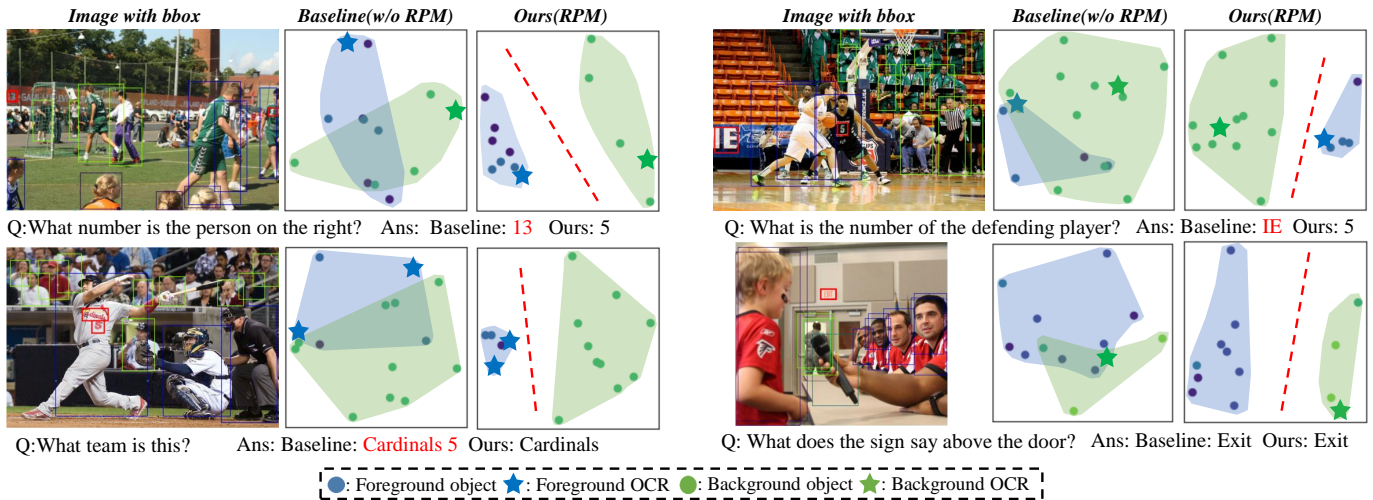 Image with bbox Baseline(w/o RPM) Ours(RPM)
Q:What number is the person on the right? Ans: Baseline: 13 Ours: 5
Q:What team is this? Ans: Baseline: Cardinals 5 Ours: Cardinals
Image with bbox Baseline(w/o RPM) Ours(RPM)
IE
5
Q: What is the number of the defending player? Ans: Baseline: IE Ours: 5
Q: What does the sign say above the door? Ans: Baseline: Exit Ours: Exit
: Foreground object : Foreground OCR : Background object : Background OCR